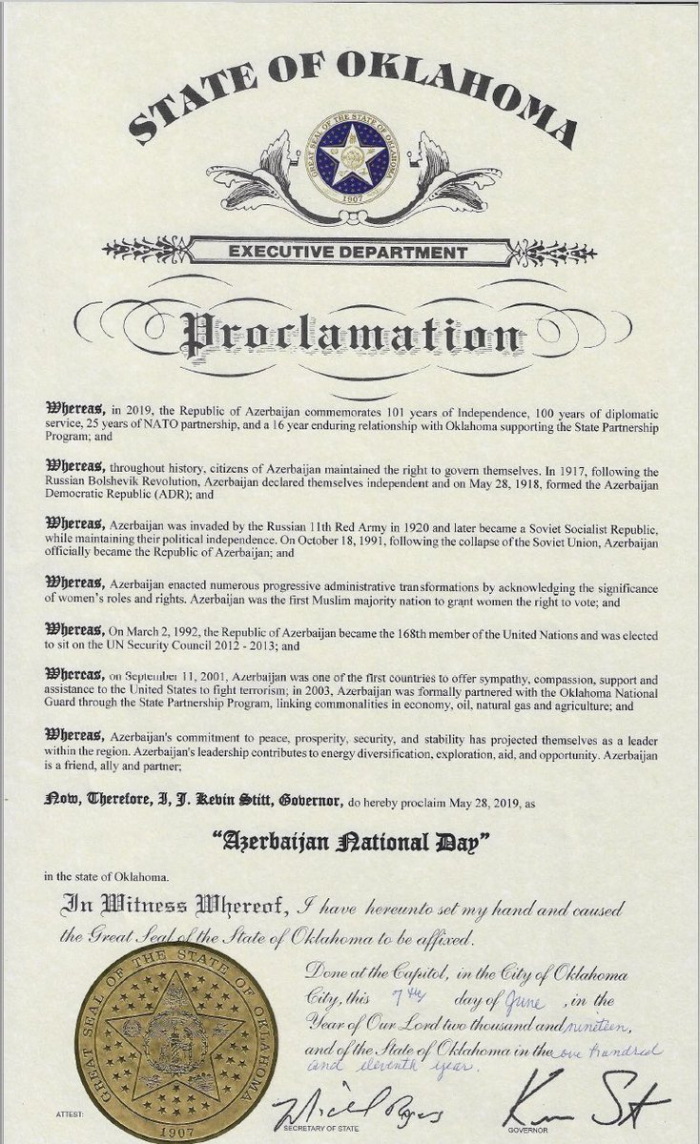 STATE OF OKLAHOMA
GREAT SEAL OF THE STATE OF OKLAHOMA
1907
EXECUTIVE DEPARTMENT
Proclamation
Whereas, in 2019, the Republic of Azerbaijan commemorates 101 years of Independence, 100 years of diplomatic
service, 25 years of NATO partnership, and a 16 year enduring relationship with Oklahoma supporting the State Partnership
Program; and
Whereas, throughout history, citizens of Azerbaijan maintained the right to govern themselves. In 1917, following the
Russian Bolshevik Revolution, Azerbaijan declared themselves independent and on May 28, 1918, formed the Azerbaijan
Democratic Republic (ADR); and
Whereas, Azerbaijan was invaded by the Russian 11th Red Army in 1920 and later became a Soviet Socialist Republic,
while maintaining their political independence. On October 18, 1991, following the collapse of the Soviet Union, Azerbaijan
officially became the Republic of Azerbaijan; and
Whereas, Azerbaijan enacted numerous progressive administrative transformations by acknowledging the significance
of women's roles and rights. Azerbaijan was the first Muslim majority nation to grant women the right to vote; and
Whereas, On March 2, 1992, the Republic of Azerbaijan became the 168th member of the United Nations and was elected
to sit on the UN Security Council 2012 - 2013; and
Whereas, on September 11, 2001, Azerbaijan was one of the first countries to offer sympathy, compassion, support and
assistance to the United States to fight terrorism; in 2003, Azerbaijan was formally partnered with the Oklahoma National
Guard through the State Partnership Program, linking commonalities in economy, oil, natural gas and agriculture; and
Whereas, Azerbaijan's commitment to peace, prosperity, security, and stability has projected themselves as a leader
within the region. Azerbaijan's leadership contributes to energy diversification, exploration, aid, and opportunity. Azerbaijan
is a friend, ally and partner;
Now, Therefore, I, J. Kevin Stitt, Governor, do hereby proclaim May 28, 2019, as
"Azerbaijan National Day"
in the state of Oklahoma.
In Witness Whereof, I have hereunto set my hand and caused
the Great Seal of the State of Oklahoma to be affixed.
Done at the Capitol, in the City of Oklahoma
City, this 7th day of June, in the
Year of Our Lord two thousand and nineteen,
and of the State of Oklahoma in the one hundred
and eleventh year.
GREAT SEAL OF THE STATE OF OKLAHOMA
1907
ATTEST:
SECRETARY OF STATE
GOVERNOR